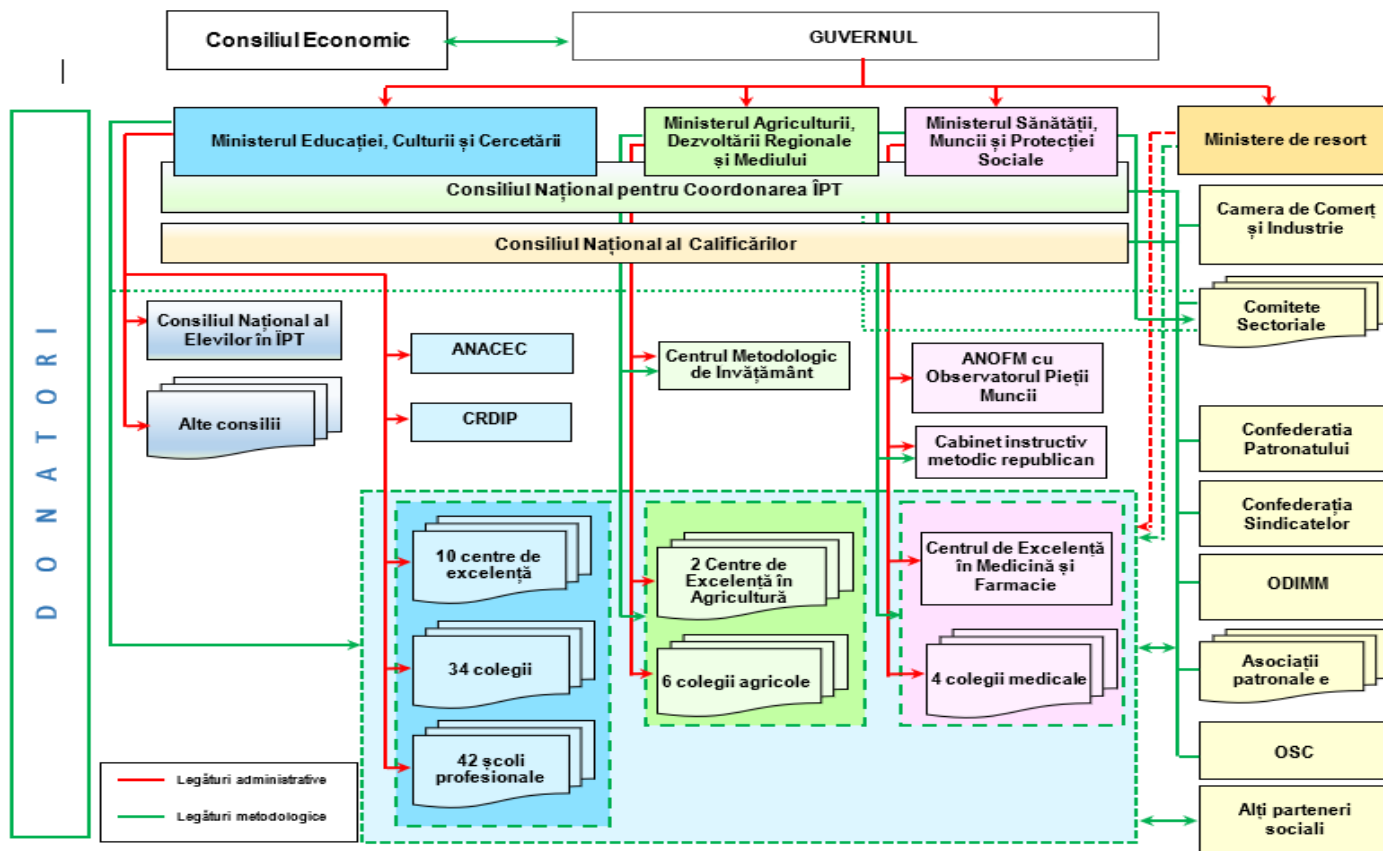 Consiliul Economic
GUVERNUL
Ministerul Educației, Culturii și Cercetării
Ministerul Agriculturii,
Dezvoltării Regionale
și Mediului
Ministerul Sănătății,
Muncii și Protecției
Sociale
Ministere de resort
Consiliul Național pentru Coordonarea ÎPT
Consiliul Național al Calificărilor
Camera de Comerț
și Industrie
Comitete
Sectoriale
Consiliul Național al
Elevilor în ÎPT
Alte consilii
ANACEC
CRDIP
Centrul Metodologic
de Invățământ
ANOFM cu
Observatorul Pieții
Muncii
Cabinet instructiv
metodic republican
Confederatia
Patronatului
Confederația
Sindicatelor
ODIMM
Asociații
patronale e
OSC
Alți parteneri
sociali
10 centre de
excelență
34 colegii
42 școli
profesionale
2 Centre de
Excelență în
Agricultură
6 colegii agricole
Centrul de Excelență
în Medicină și
Farmacie
4 colegii medicale
DONATORI
Legături administrative
Legături metodologice